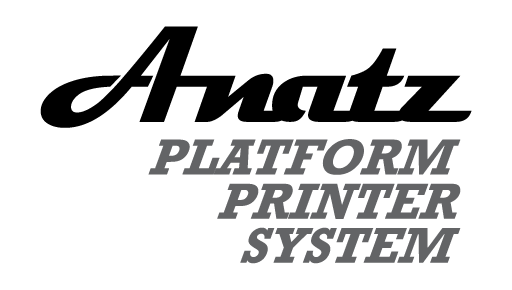 Anatz
PLATFORM
PRINTER
SYSTEM